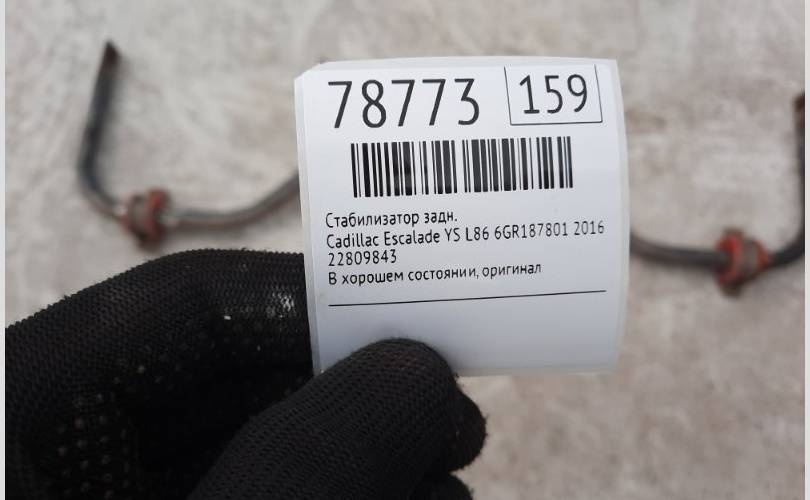 78773 159
Стабилизатор задн.
Cadillac Escalade YS L86 6GR187801 2016
22809843
В хорошем состоянии, оригинал